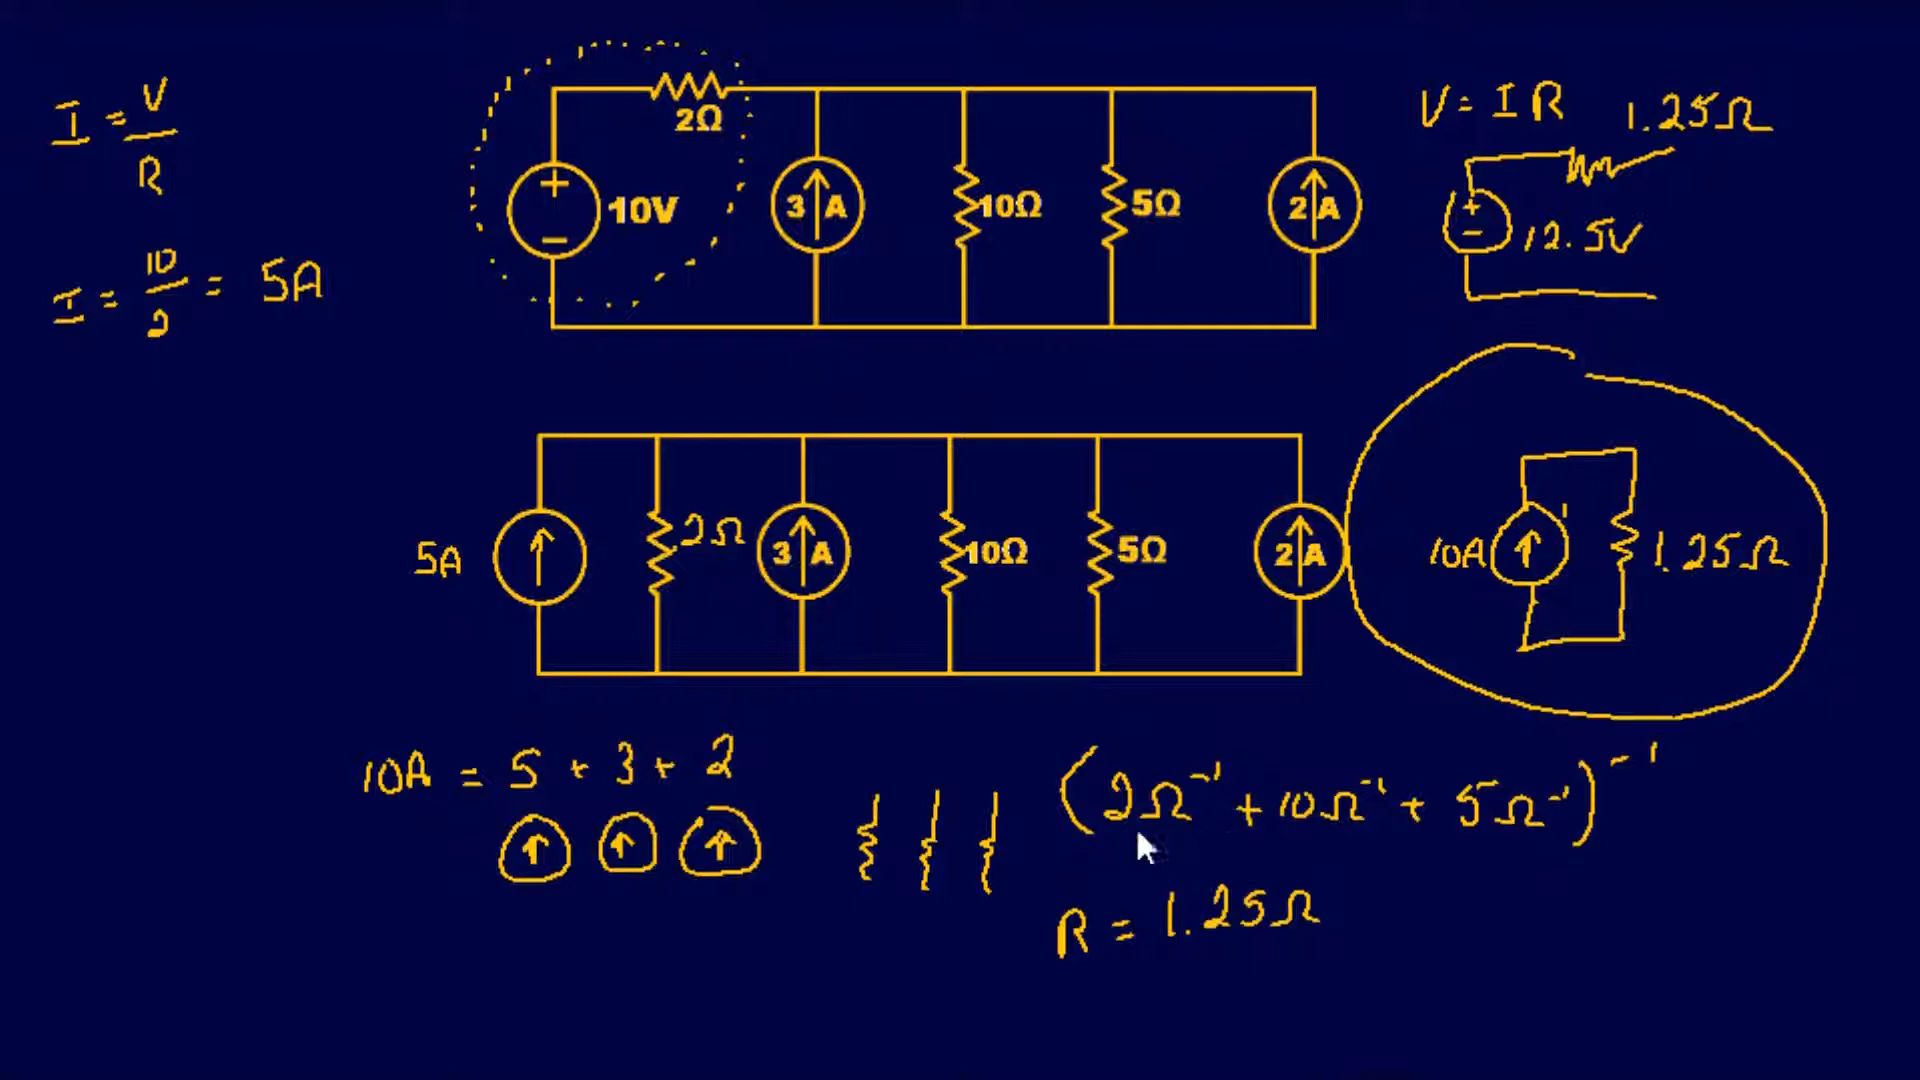 I = V / R
I = 10 / 2 = 5A
2Ω
10V
3 A
10Ω
5Ω
2 A
V = I R
1.25Ω
12.5V
5A
2Ω
3 A
10Ω
5Ω
2 A
10A
1.25Ω
10A = 5 + 3 + 2
(2Ω⁻¹ + 10Ω⁻¹ + 5Ω⁻¹)⁻¹
R = 1.25Ω